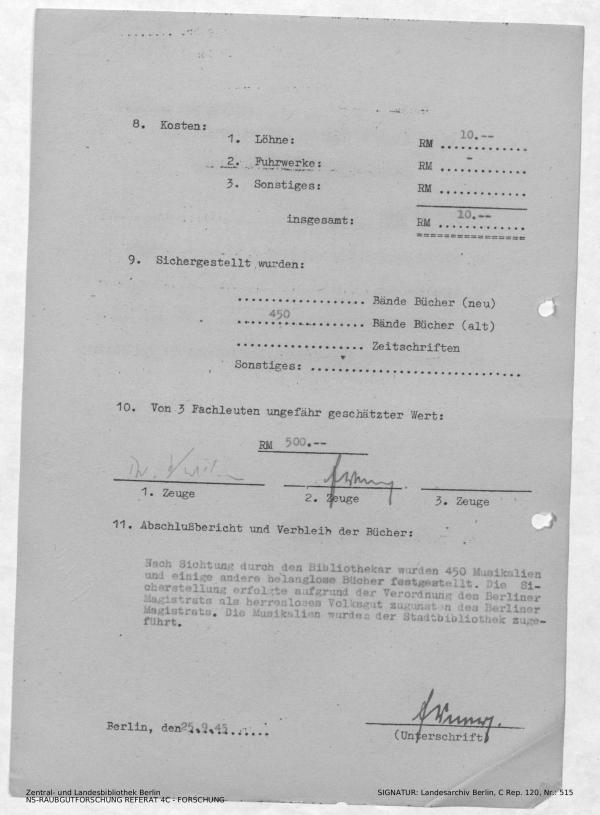 8. Kosten:
1. Löhne: RM 10.--
2. Fuhrwerke: RM -
3. Sonstiges: RM ............
insgesamt: RM 10.--
================
9. Sichergestellt wurden:
.................. Bände Bücher (neu)
450 Bände Bücher (alt)
.................. Zeitschriften
Sonstiges: ..............................
10. Von 3 Fachleuten ungefähr geschätzter Wert:
RM 500.--
1. Zeuge 2. Zeuge 3. Zeuge
11. Abschlußbericht und Verbleib der Bücher:
Nach Sichtung durch den Bibliothekar wurden 450 Musikalien
und einige andere belanglose Bücher festgestellt. Die Si-
cherstellung erfolgte aufgrund der Verordnung des Berliner
Magistrats als herrenloses Volksgut zugunsten des Berliner
Magistrats. Die Musikalien wurden der Stadtbibliothek zuge-
führt.
Berlin, den 25.9.45
(Unterschrift)
Zentral- und Landesbibliothek Berlin
NS-RAUBGUTFORSCHUNG REFERAT 4C - FORSCHUNG
SIGNATUR: Landesarchiv Berlin, C Rep. 120, Nr.: 515